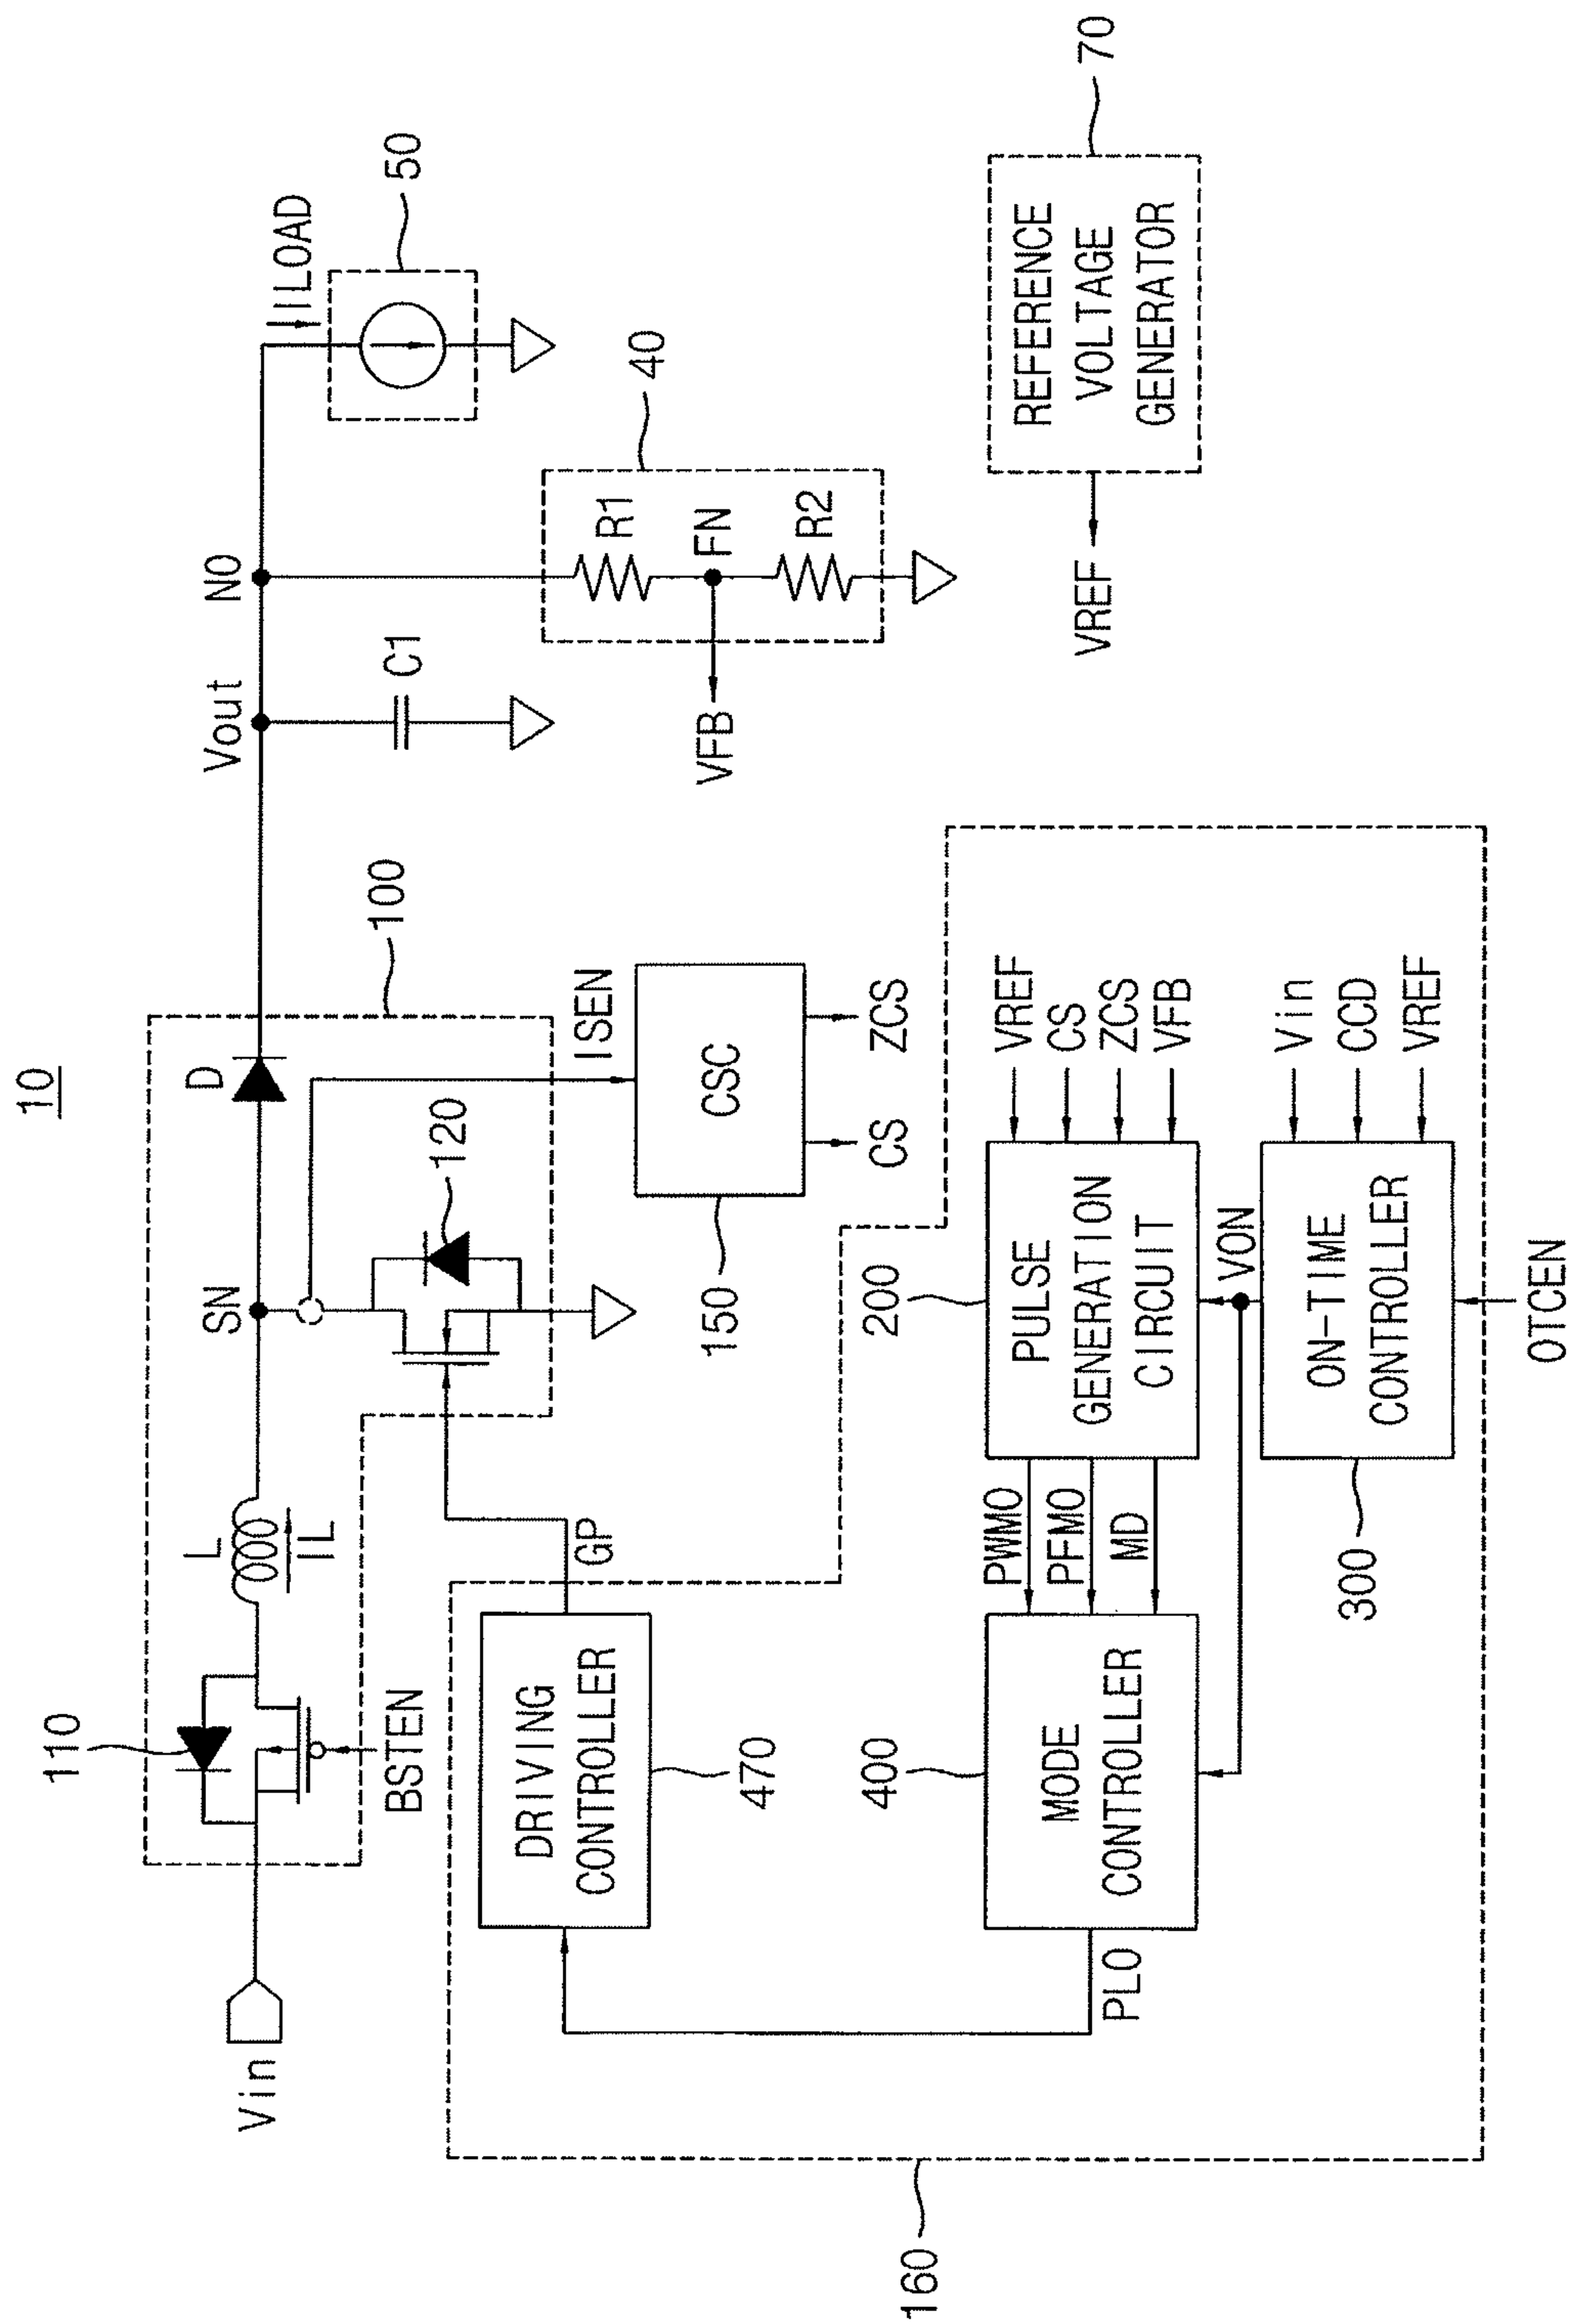 10
110
L
IL
Vin
BSTEN
SN
D
100
120
ISEN
Vout
NO
C1
ILOAD
50
40
R1
FN
R2
VFB
GP
DRIVING
CONTROLLER
470
CSC
150
CS
ZCS
REFERENCE
VOLTAGE
GENERATOR
70
VREF
160
PLO
400
MODE
CONTROLLER
PWMO
PFMO
MD
200
PULSE
GENERATION
CIRCUIT
VREF
CS
ZCS
VFB
VON
300
ON-TIME
CONTROLLER
Vin
CCD
VREF
OTCEN